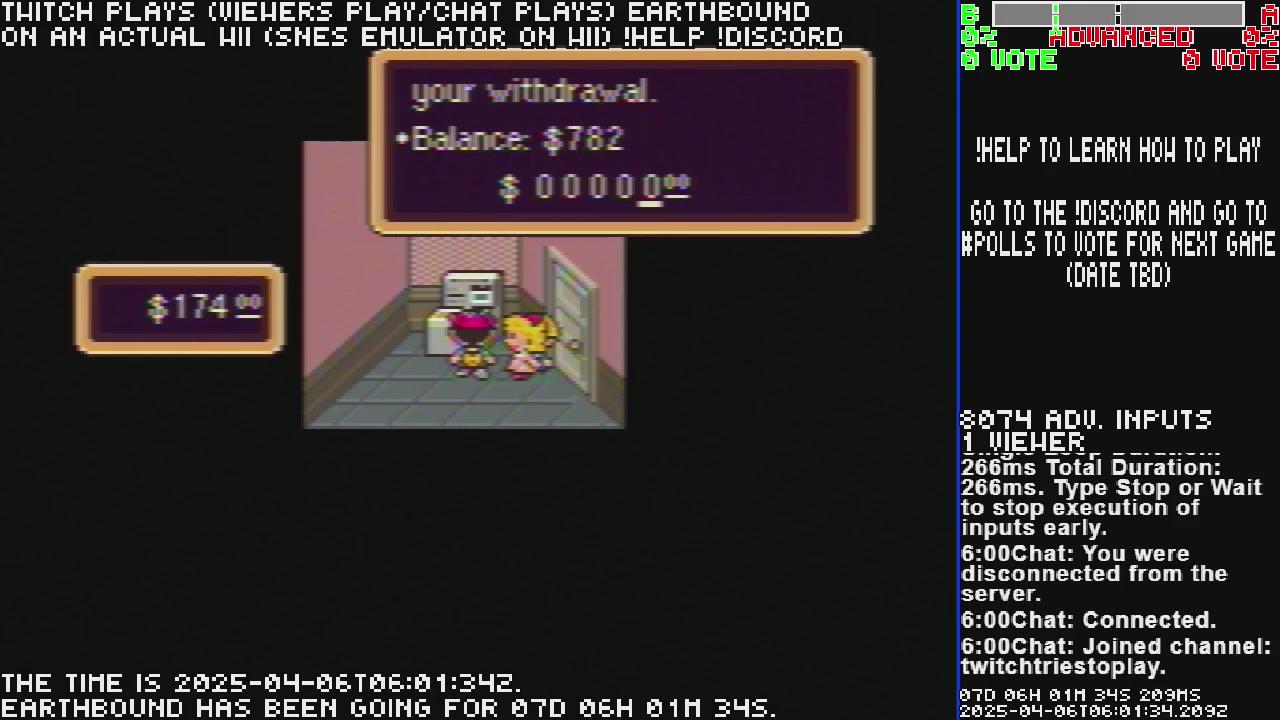 TWITCH PLAYS (VIEWERS PLAY/CHAT PLAYS) EARTHBOUND
ON AN ACTUAL WII (SNES EMULATOR ON WII) !HELP !DISCORD
your withdrawal.
•Balance: $782
$ 00000.00
$174.00
B A
0% ADVANCED 0%
0 VOTE 0 VOTE
!HELP TO LEARN HOW TO PLAY
GO TO THE !DISCORD AND GO TO
#POLLS TO VOTE FOR NEXT GAME
(DATE TBD)
8074 ADV. INPUTS
1 VIEWER
266ms Total Duration:
266ms. Type Stop or Wait
to stop execution of
inputs early.
6:00Chat: You were
disconnected from the
server.
6:00Chat: Connected.
6:00Chat: Joined channel:
twitchtriestoplay.
07D 06H 01M 34S 209MS
2025-04-06T06:01:34.209Z
THE TIME IS 2025-04-06T06:01:34Z.
EARTHBOUND HAS BEEN GOING FOR 07D 06H 01M 34S.